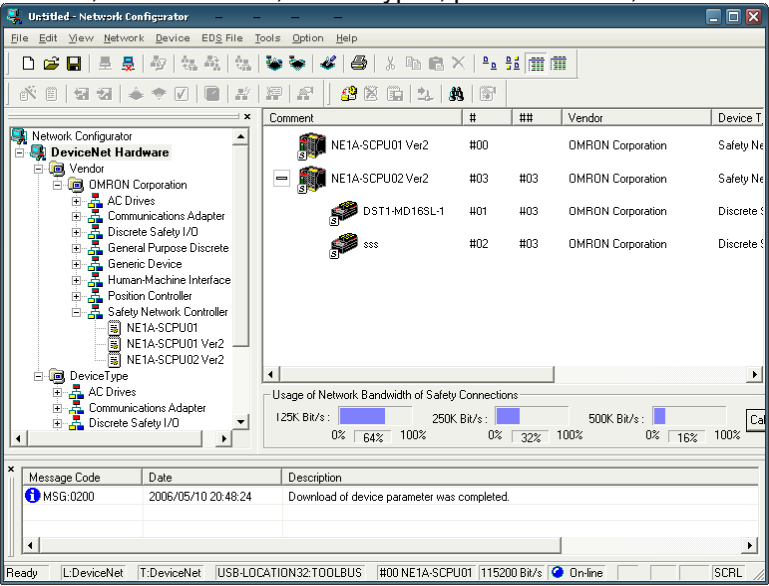 Untitled - Network Configurator
File Edit View Network Device EDS File Tools Option Help
Network Configurator
DeviceNet Hardware
Vendor
OMRON Corporation
AC Drives
Communications Adapter
Discrete Safety I/O
General Purpose Discrete
Generic Device
Human-Machine Interface
Position Controller
Safety Network Controller
NE1A-SCPU01
NE1A-SCPU01 Ver2
NE1A-SCPU02 Ver2
DeviceType
AC Drives
Communications Adapter
Discrete Safety I/O
Comment # ## Vendor Device T
NE1A-SCPU01 Ver2 #00 OMRON Corporation Safety Ne
NE1A-SCPU02 Ver2 #03 #03 OMRON Corporation Safety Ne
DST1-MD16SL-1 #01 #03 OMRON Corporation Discrete S
sss #02 #03 OMRON Corporation Discrete S
Usage of Network Bandwidth of Safety Connections
125K Bit/s : 250K Bit/s : 500K Bit/s : Cal
0% 64% 100% 0% 32% 100% 0% 16% 100%
Message Code Date Description
MSG:0200 2006/05/10 20:48:24 Download of device parameter was completed.
Ready L:DeviceNet T:DeviceNet USB-LOCATION32:TOOLBUS #00 NE1A-SCPU01 115200 Bit/s On-line SCRL